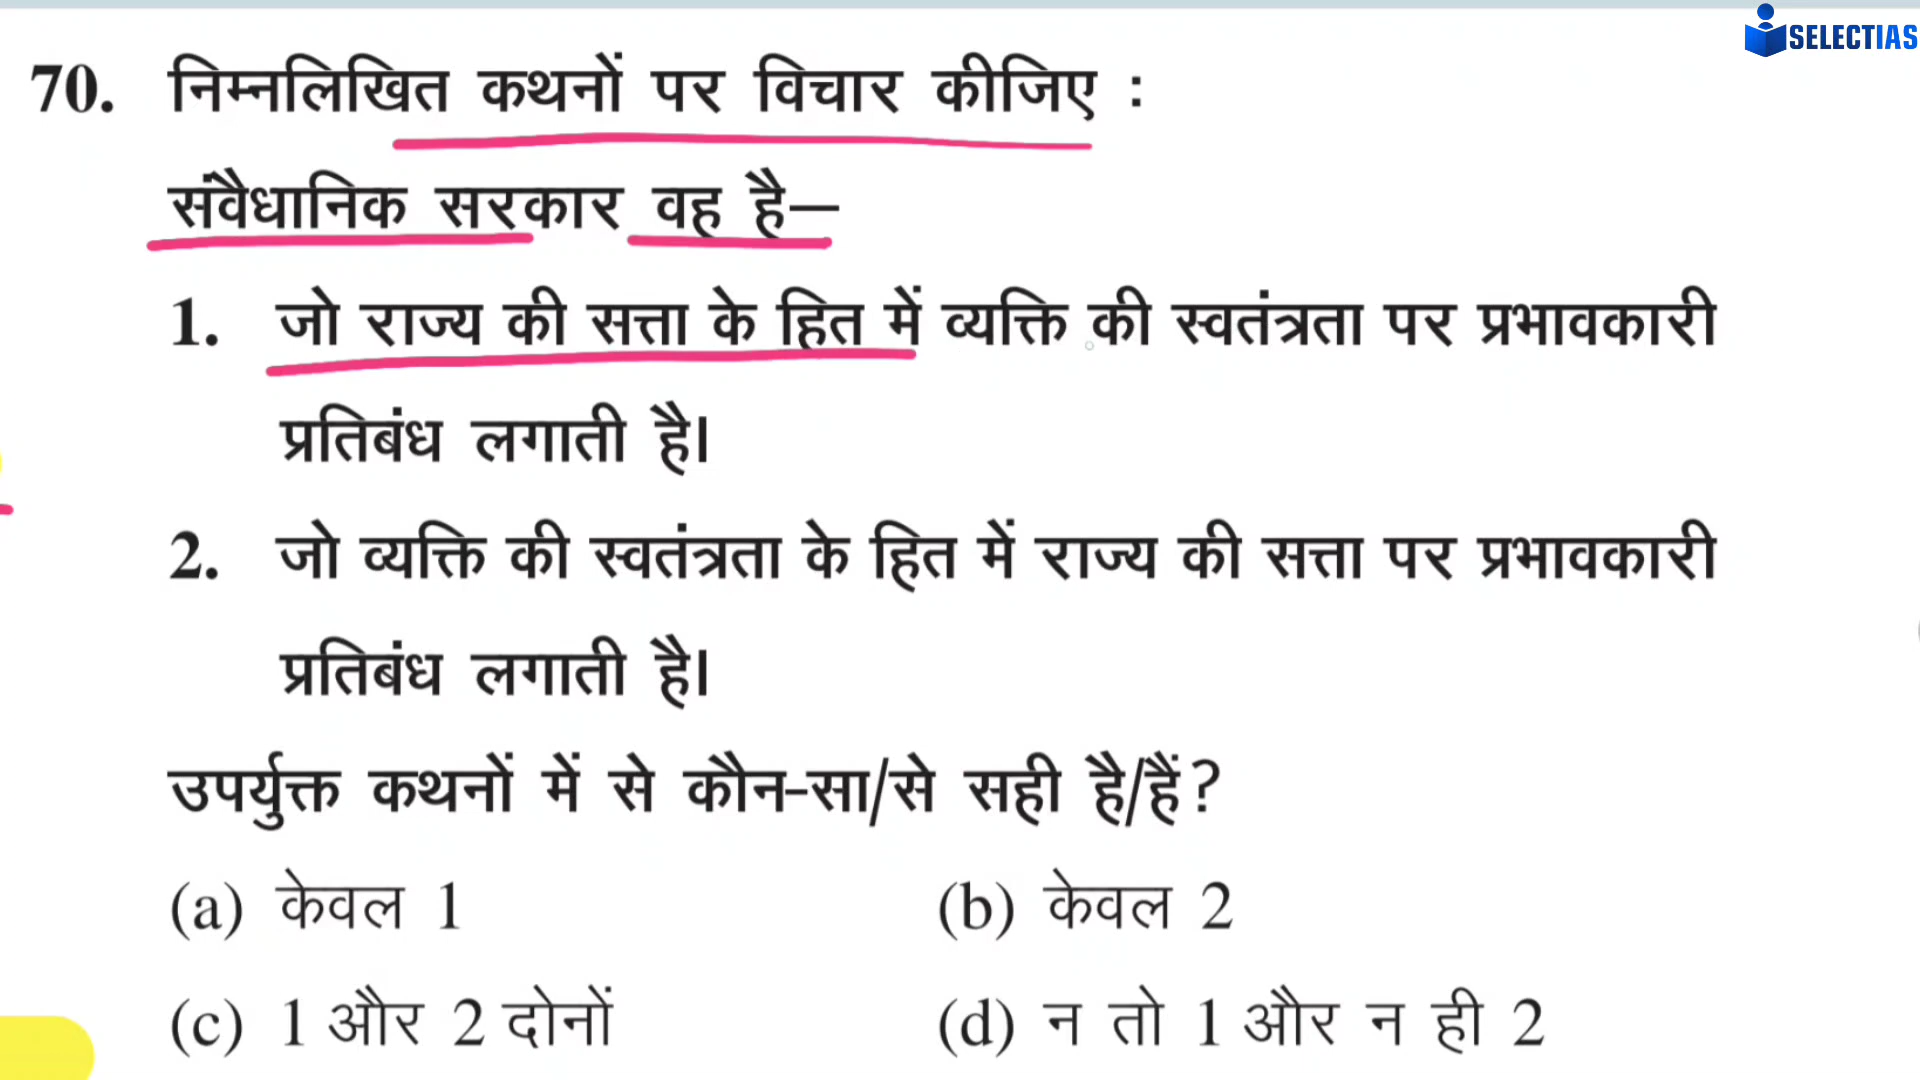 SELECTIAS
70. निम्नलिखित कथनों पर विचार कीजिए :
संवैधानिक सरकार वह है—
1. जो राज्य की सत्ता के हित में व्यक्ति की स्वतंत्रता पर प्रभावकारी
प्रतिबंध लगाती है।
2. जो व्यक्ति की स्वतंत्रता के हित में राज्य की सत्ता पर प्रभावकारी
प्रतिबंध लगाती है।
उपर्युक्त कथनों में से कौन-सा/से सही है/हैं?
(a) केवल 1 (b) केवल 2
(c) 1 और 2 दोनों (d) न तो 1 और न ही 2